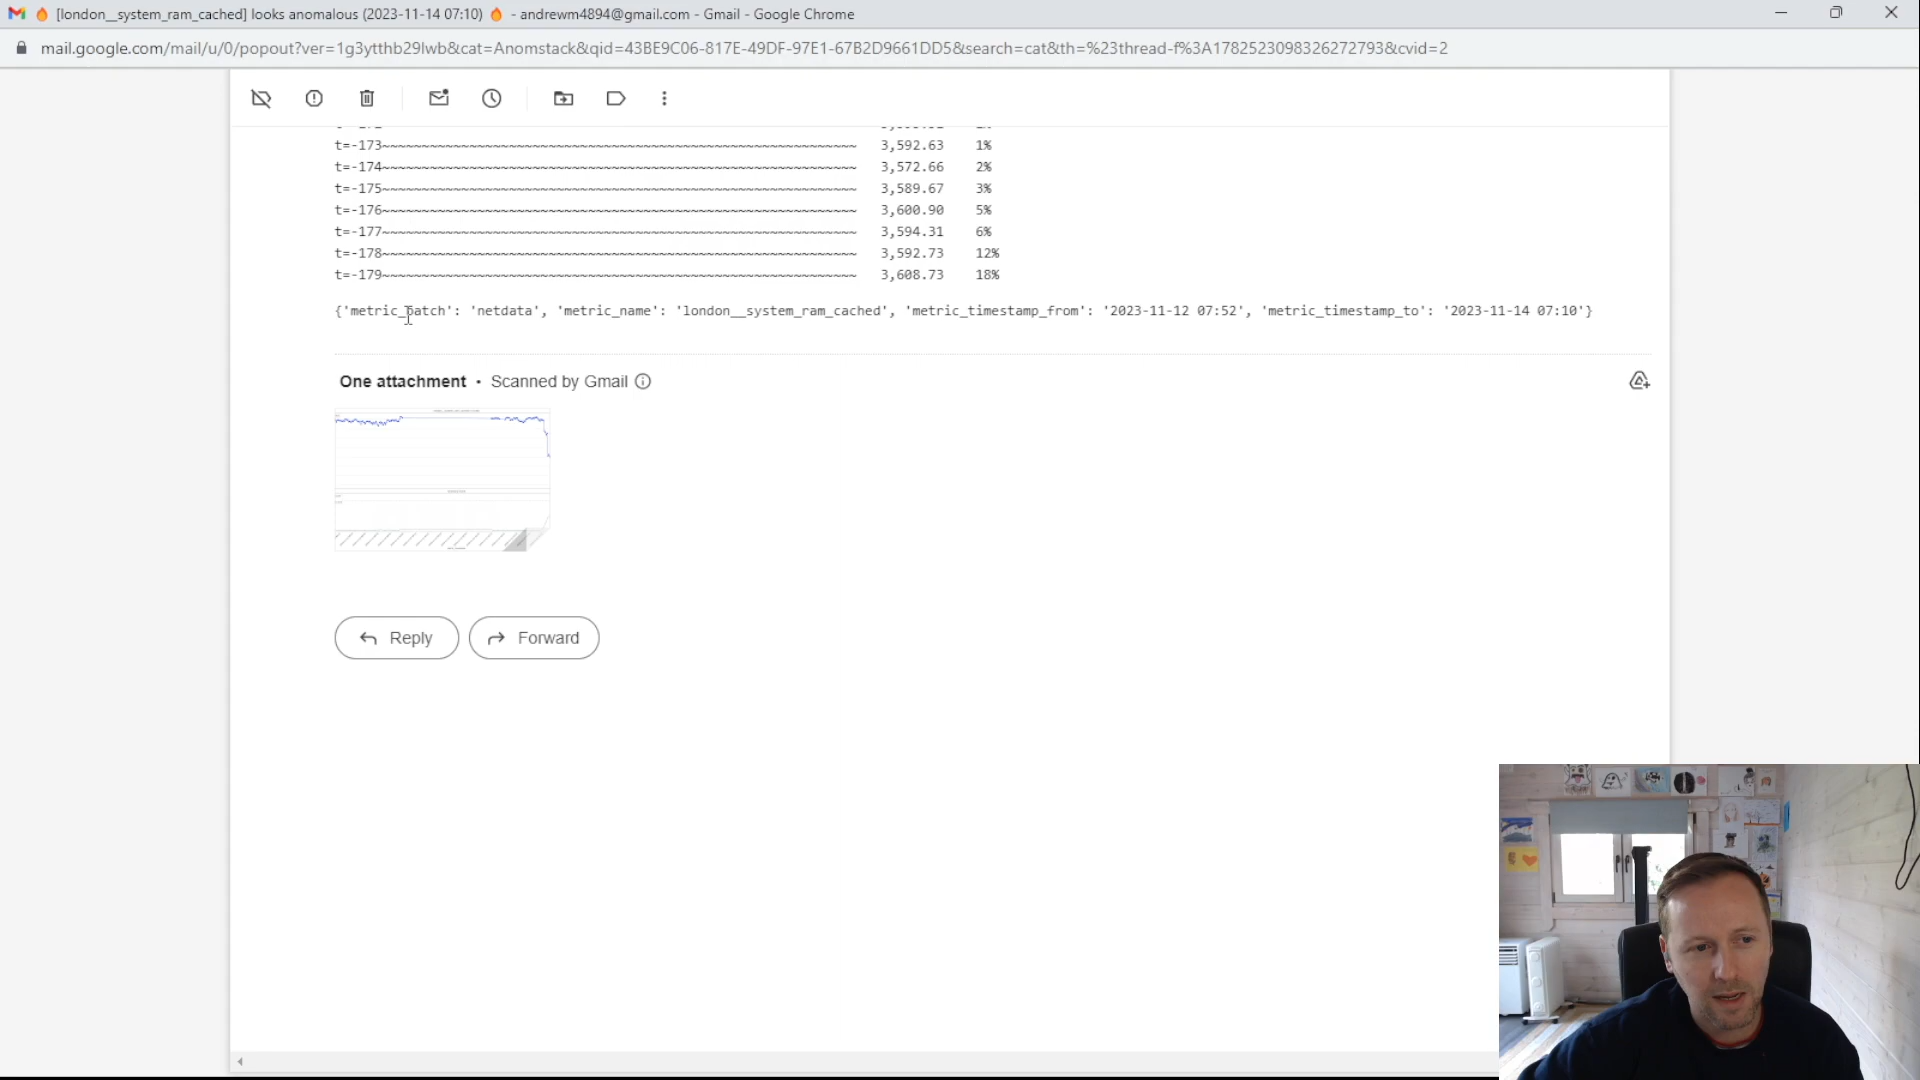 🔥 [london__system_ram_cached] looks anomalous (2023-11-14 07:10) 🔥 - andrewm4894@gmail.com - Gmail - Google Chrome
mail.google.com/mail/u/0/popout?ver=1g3ytthb29lwb&cat=Anomstack&qid=43BE9C06-817E-49DF-97E1-67B2D9661DD5&search=cat&th=%23thread-f%3A1782523098326272793&cvid=2
t=-173~~~~~~~~~~~~~~~~~~~~~~~~~~~~~~~~~~~~~~~~~~~~~~~~~~~~~~~~~~~~ 3,592.63 1%
t=-174~~~~~~~~~~~~~~~~~~~~~~~~~~~~~~~~~~~~~~~~~~~~~~~~~~~~~~~~~~~~ 3,572.66 2%
t=-175~~~~~~~~~~~~~~~~~~~~~~~~~~~~~~~~~~~~~~~~~~~~~~~~~~~~~~~~~~~~ 3,589.67 3%
t=-176~~~~~~~~~~~~~~~~~~~~~~~~~~~~~~~~~~~~~~~~~~~~~~~~~~~~~~~~~~~~ 3,600.90 5%
t=-177~~~~~~~~~~~~~~~~~~~~~~~~~~~~~~~~~~~~~~~~~~~~~~~~~~~~~~~~~~~~ 3,594.31 6%
t=-178~~~~~~~~~~~~~~~~~~~~~~~~~~~~~~~~~~~~~~~~~~~~~~~~~~~~~~~~~~~~ 3,592.73 12%
t=-179~~~~~~~~~~~~~~~~~~~~~~~~~~~~~~~~~~~~~~~~~~~~~~~~~~~~~~~~~~~~ 3,608.73 18%
{'metric_batch': 'netdata', 'metric_name': 'london__system_ram_cached', 'metric_timestamp_from': '2023-11-12 07:52', 'metric_timestamp_to': '2023-11-14 07:10'}
One attachment • Scanned by Gmail
Reply
Forward